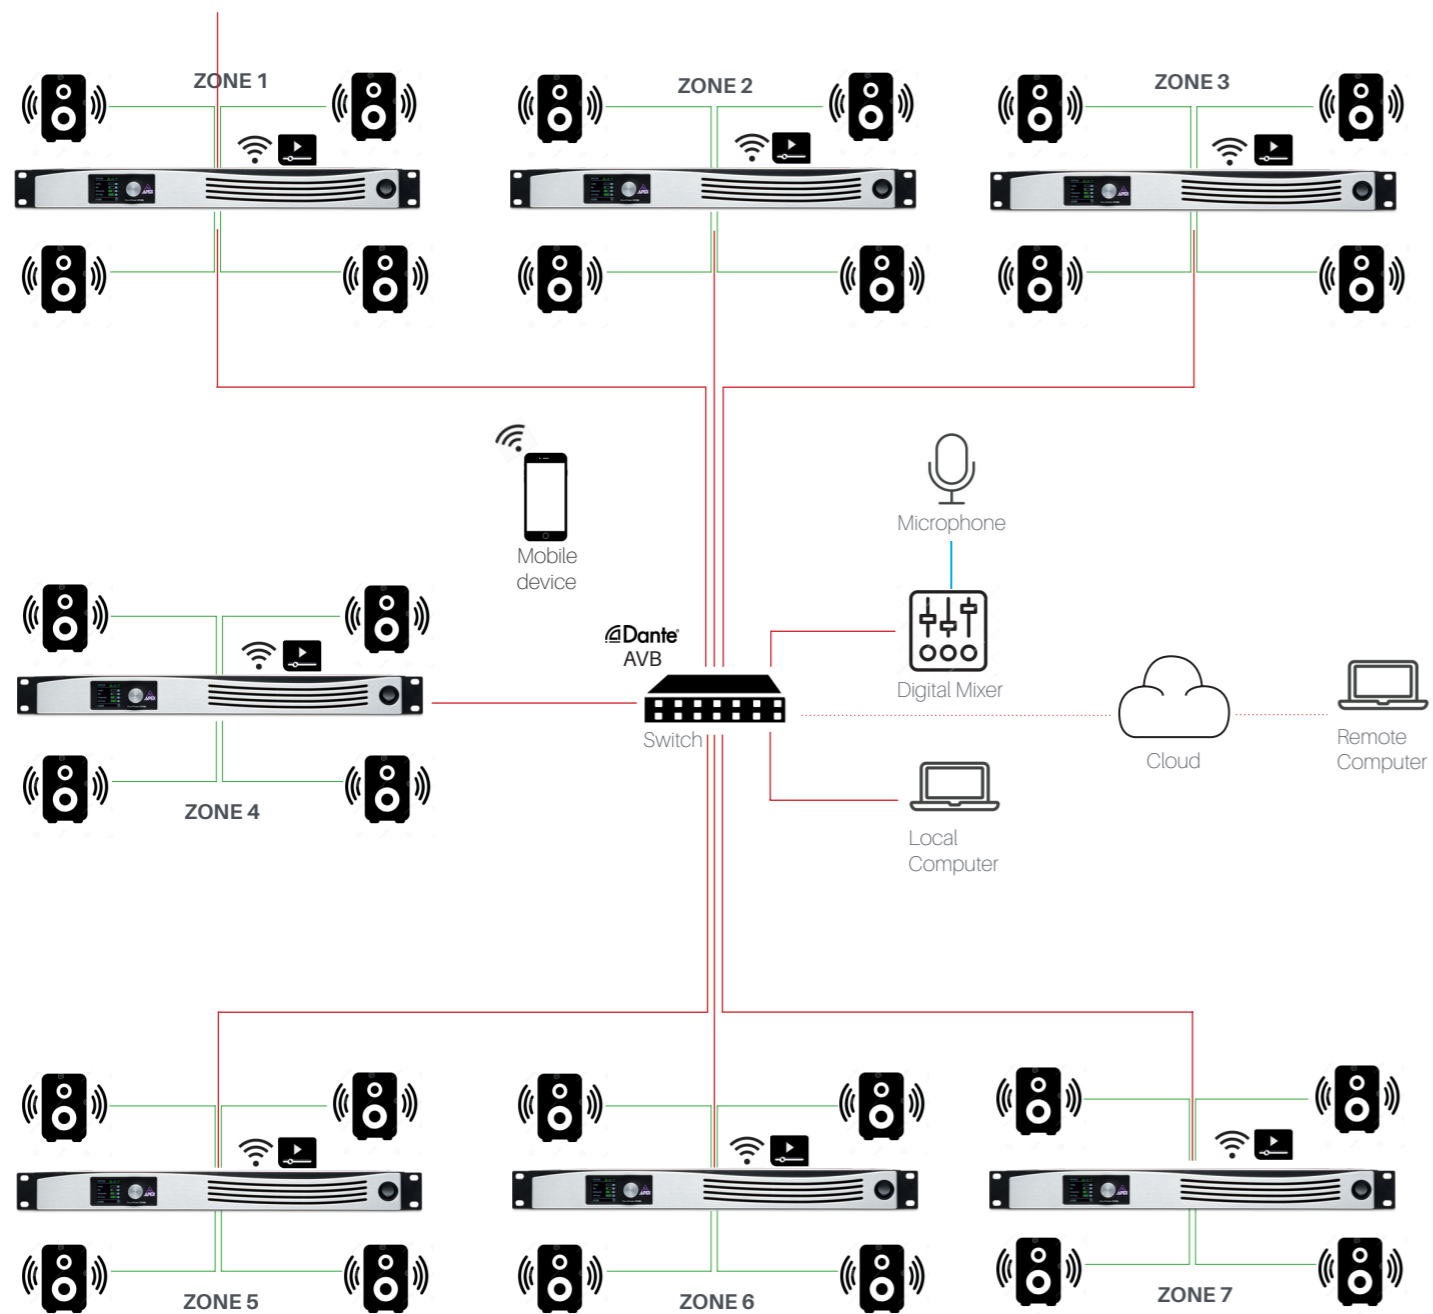 ZONE 1
ZONE 2
ZONE 3
Microphone
Mobile
device
Dante
AVB
Digital Mixer
Switch
Cloud
Remote
Computer
ZONE 4
Local
Computer
ZONE 5
ZONE 6
ZONE 7